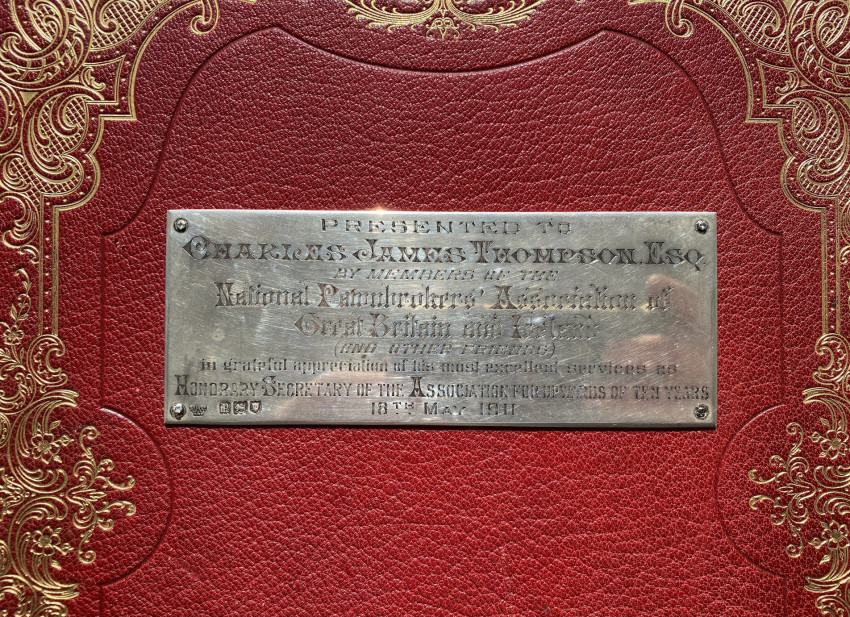 PRESENTED TO
CHARLES JAMES THOMPSON, ESQ
BY MEMBERS OF THE
National Pawnbrokers' Association of
Great Britain and Ireland
(AND OTHER FRIENDS)
in grateful appreciation of his most excellent services as
HONORARY SECRETARY OF THE ASSOCIATION FOR UPWARDS OF TEN YEARS
18TH MAY 1911